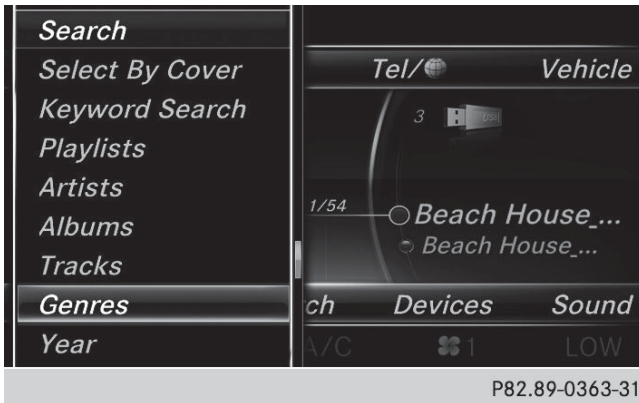 Search
Select By Cover
Keyword Search
Playlists
Artists
Albums
Tracks
Genres
Year
Tel/
Vehicle
3
USB
1/54
Beach House_...
Beach House_...
ch
Devices
Sound
A/C
1
LOW
P82.89-0363-31